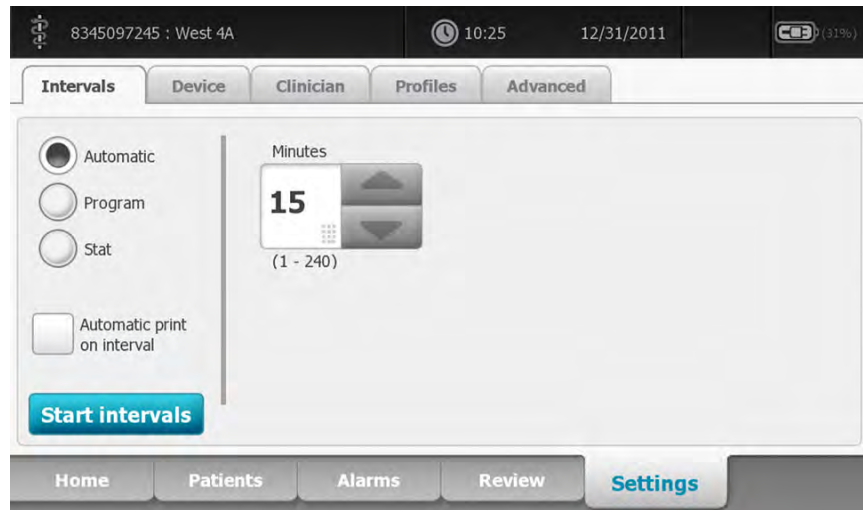 8345097245 : West 4A 10:25 12/31/2011 (31%)
Intervals Device Clinician Profiles Advanced
Automatic
Program
Stat
Automatic print
on interval
Start intervals
Minutes
15
(1 - 240)
Home Patients Alarms Review Settings